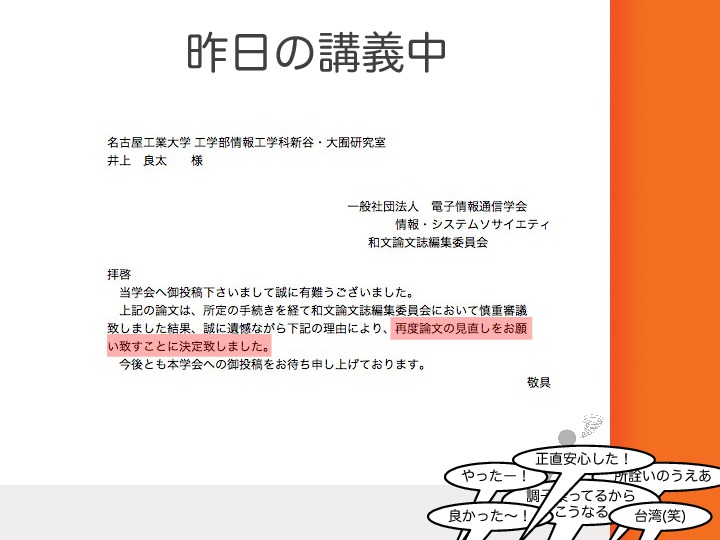 昨日の講義中
名古屋工業大学 工学部情報工学科新谷・大囿研究室
井上　良太　　様
一般社団法人　電子情報通信学会
情報・システムソサイエティ
和文論文誌編集委員会
拝啓
当学会へ御投稿下さいまして誠に有難うございました。
上記の論文は、所定の手続きを経て和文論文誌編集委員会において慎重審議
致しました結果、誠に遺憾ながら下記の理由により、再度論文の見直しをお願
い致すことに決定致しました。
今後とも本学会への御投稿をお待ち申し上げております。
敬具
正直安心した！
やったー！
所詮いのうえあ
調子乗ってるから
こうなる
良かった〜！
台湾(笑)